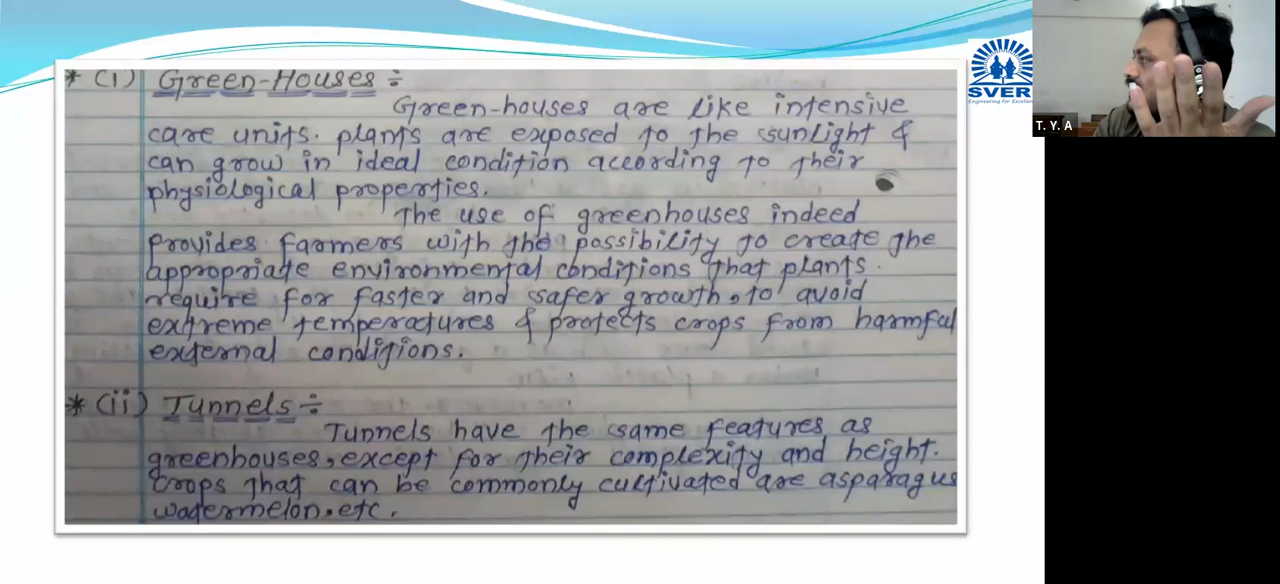 * (i) Green-Houses :-
Green-houses are like intensive
care units. plants are exposed to the sunlight &
can grow in ideal condition according to their
physiological properties.
The use of greenhouses indeed
provides farmers with the possibility to create the
appropriate environmental conditions that plants
require for faster and safer growth, to avoid
extreme temperatures & protects crops from harmful
external conditions.
* (ii) Tunnels :-
Tunnels have the same features as
greenhouses, except for their complexity and height.
crops that can be commonly cultivated are asparagus
watermelon, etc.
SVER
Engineering for Excel
T. Y. A